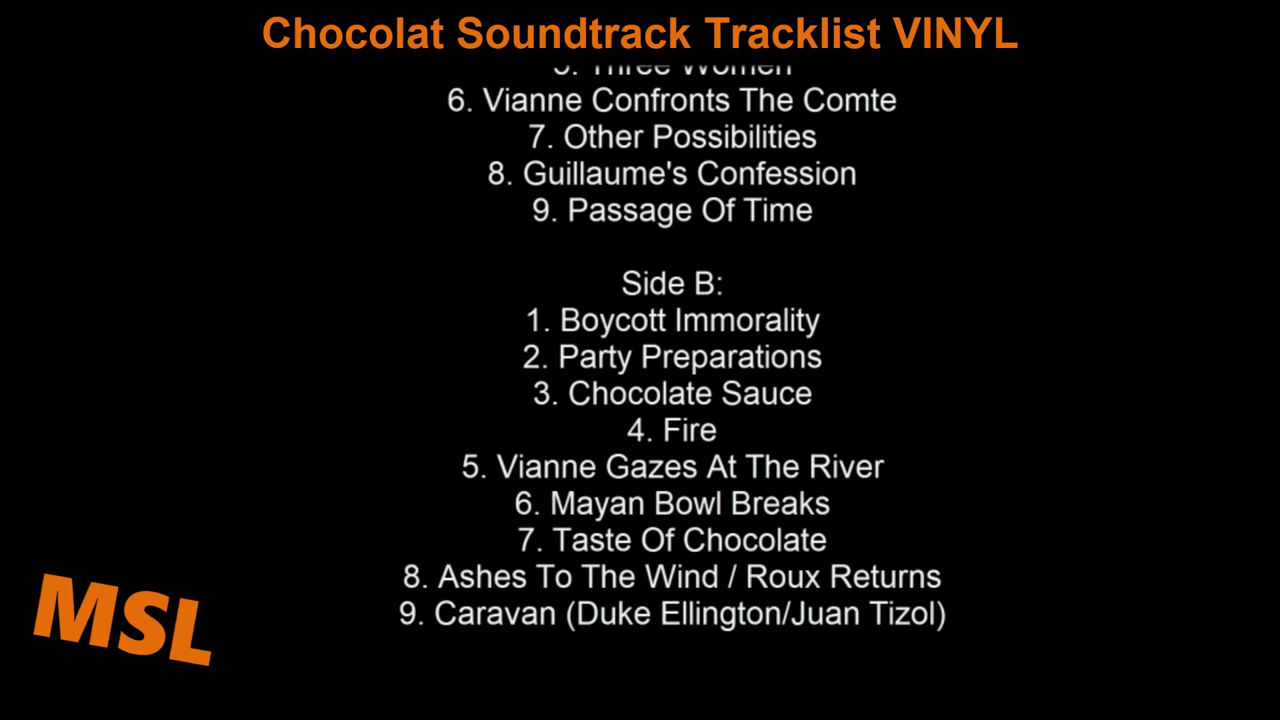 Chocolat Soundtrack Tracklist VINYL
5. Three Women
6. Vianne Confronts The Comte
7. Other Possibilities
8. Guillaume's Confession
9. Passage Of Time
Side B:
1. Boycott Immorality
2. Party Preparations
3. Chocolate Sauce
4. Fire
5. Vianne Gazes At The River
6. Mayan Bowl Breaks
7. Taste Of Chocolate
8. Ashes To The Wind / Roux Returns
9. Caravan (Duke Ellington/Juan Tizol)
MSL